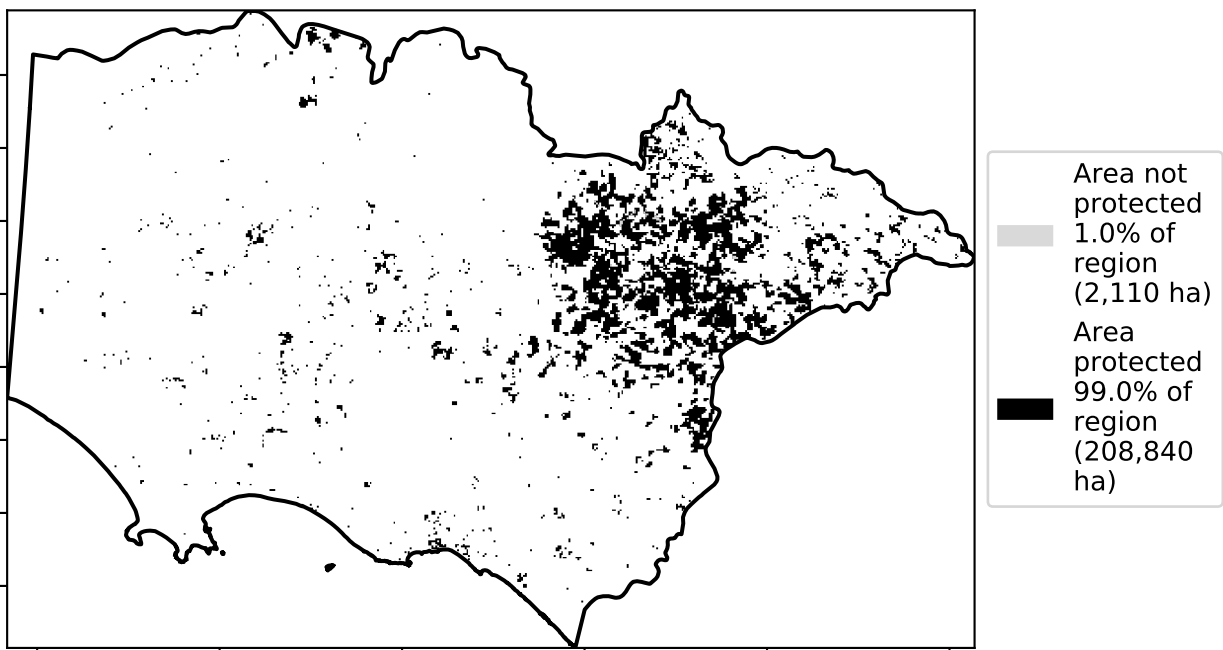 Area not
protected
1.0% of
region
(2,110 ha)
Area
protected
99.0% of
region
(208,840
ha)